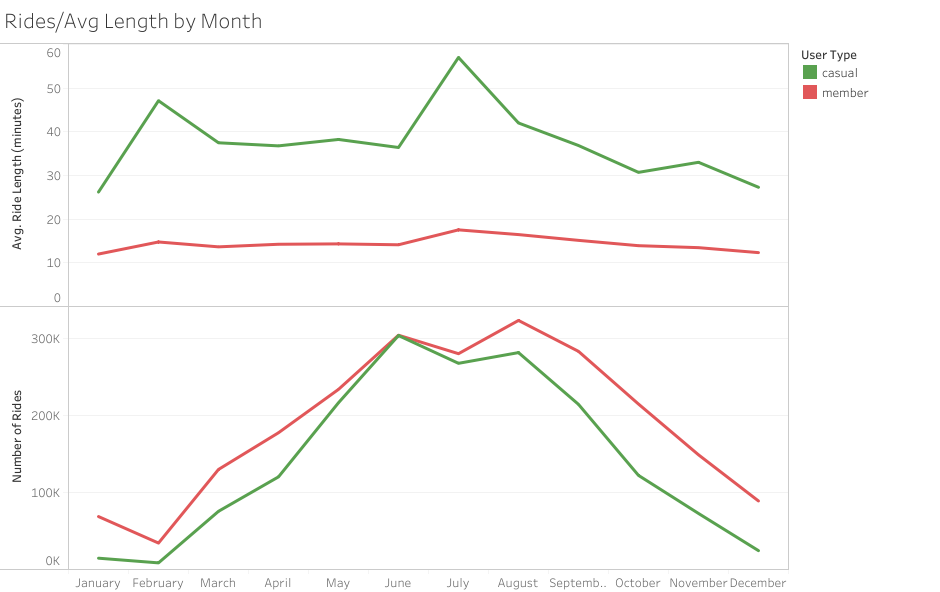 Rides/Avg Length by Month
User Type
casual
member
Avg. Ride Length (minutes)
60
50
40
30
20
10
0
Number of Rides
300K
200K
100K
0K
January February March April May June July August Septemb.. October November December